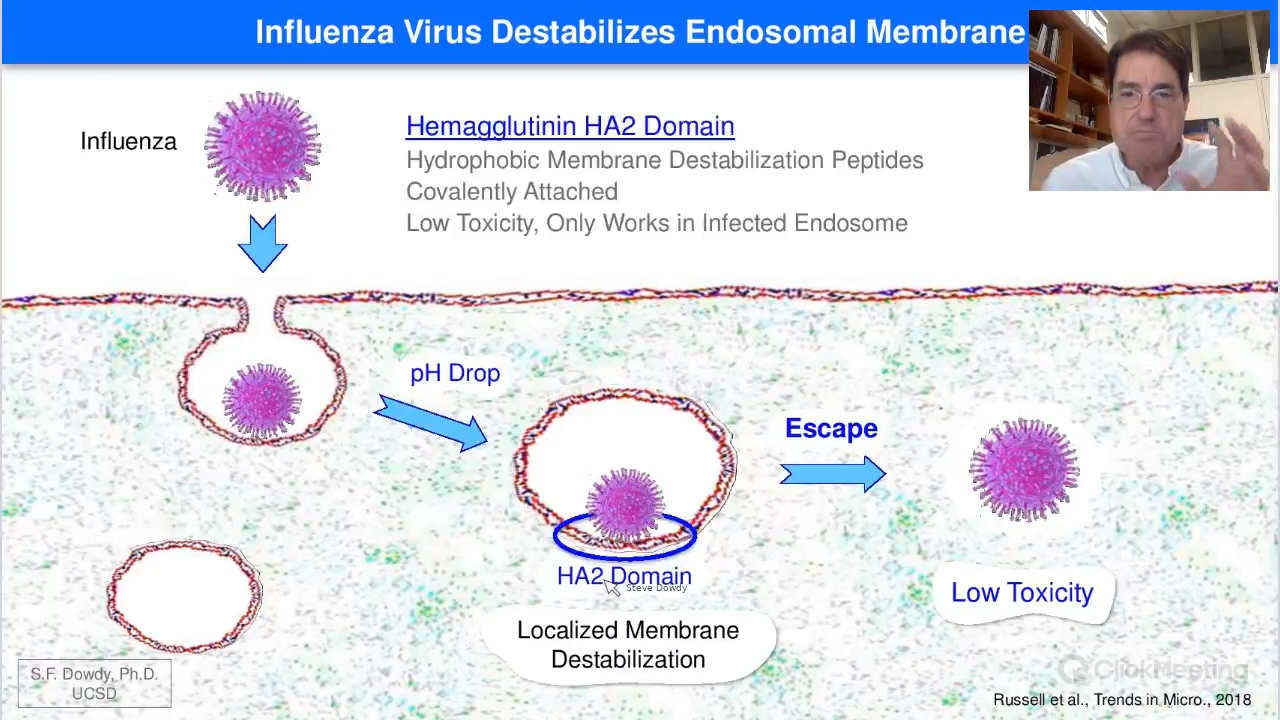 Influenza Virus Destabilizes Endosomal Membrane
Influenza
Hemagglutinin HA2 Domain
Hydrophobic Membrane Destabilization Peptides
Covalently Attached
Low Toxicity, Only Works in Infected Endosome
pH Drop
Escape
HA2 Domain
Steve Dowdy
Low Toxicity
Localized Membrane
Destabilization
S.F. Dowdy, Ph.D.
UCSD
ClickMeeting
Russell et al., Trends in Micro., 2018